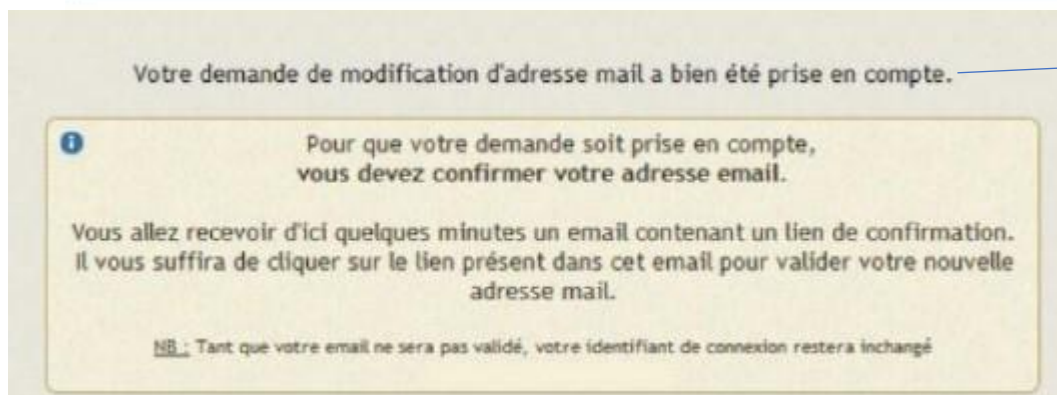 Votre demande de modification d'adresse mail a bien été prise en compte.
Pour que votre demande soit prise en compte,
vous devez confirmer votre adresse email.
Vous allez recevoir d'ici quelques minutes un email contenant un lien de confirmation.
Il vous suffira de cliquer sur le lien présent dans cet email pour valider votre nouvelle
adresse mail.
NB : Tant que votre email ne sera pas validé, votre identifiant de connexion restera inchangé